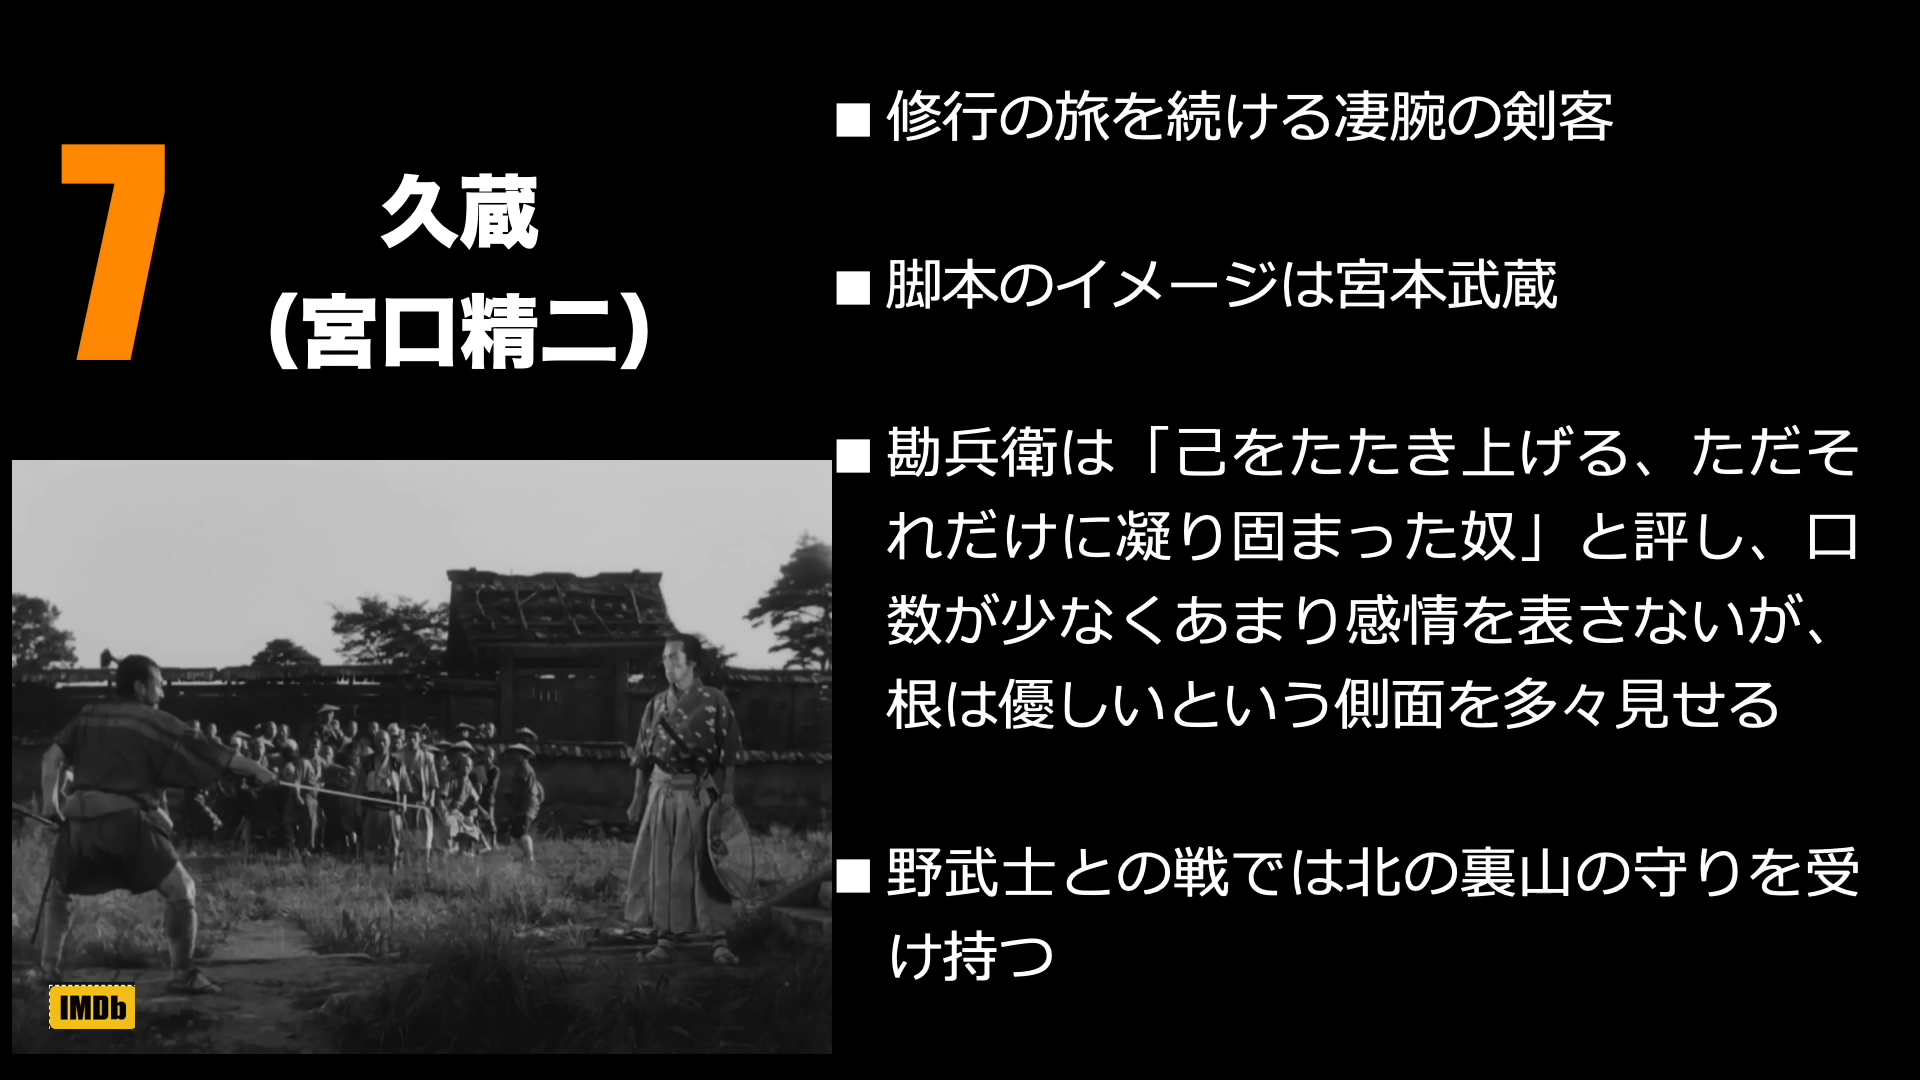 7
久蔵
(宮口精二)
■ 修行の旅を続ける凄腕の剣客
■ 脚本のイメージは宮本武蔵
■ 勘兵衛は「己をたたき上げる、ただそ
れだけに凝り固まった奴」と評し、口
数が少なくあまり感情を表さないが、
根は優しいという側面を多々見せる
■ 野武士との戦では北の裏山の守りを受
け持つ
IMDb